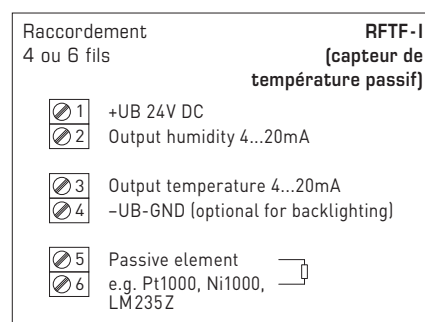 Raccordement
4 ou 6 fils
RFTF-I
(capteur de
température passif)
1 +UB 24V DC
2 Output humidity 4...20mA
3 Output temperature 4...20mA
4 –UB-GND (optional for backlighting)
5 Passive element
6 e.g. Pt1000, Ni1000,
LM235Z